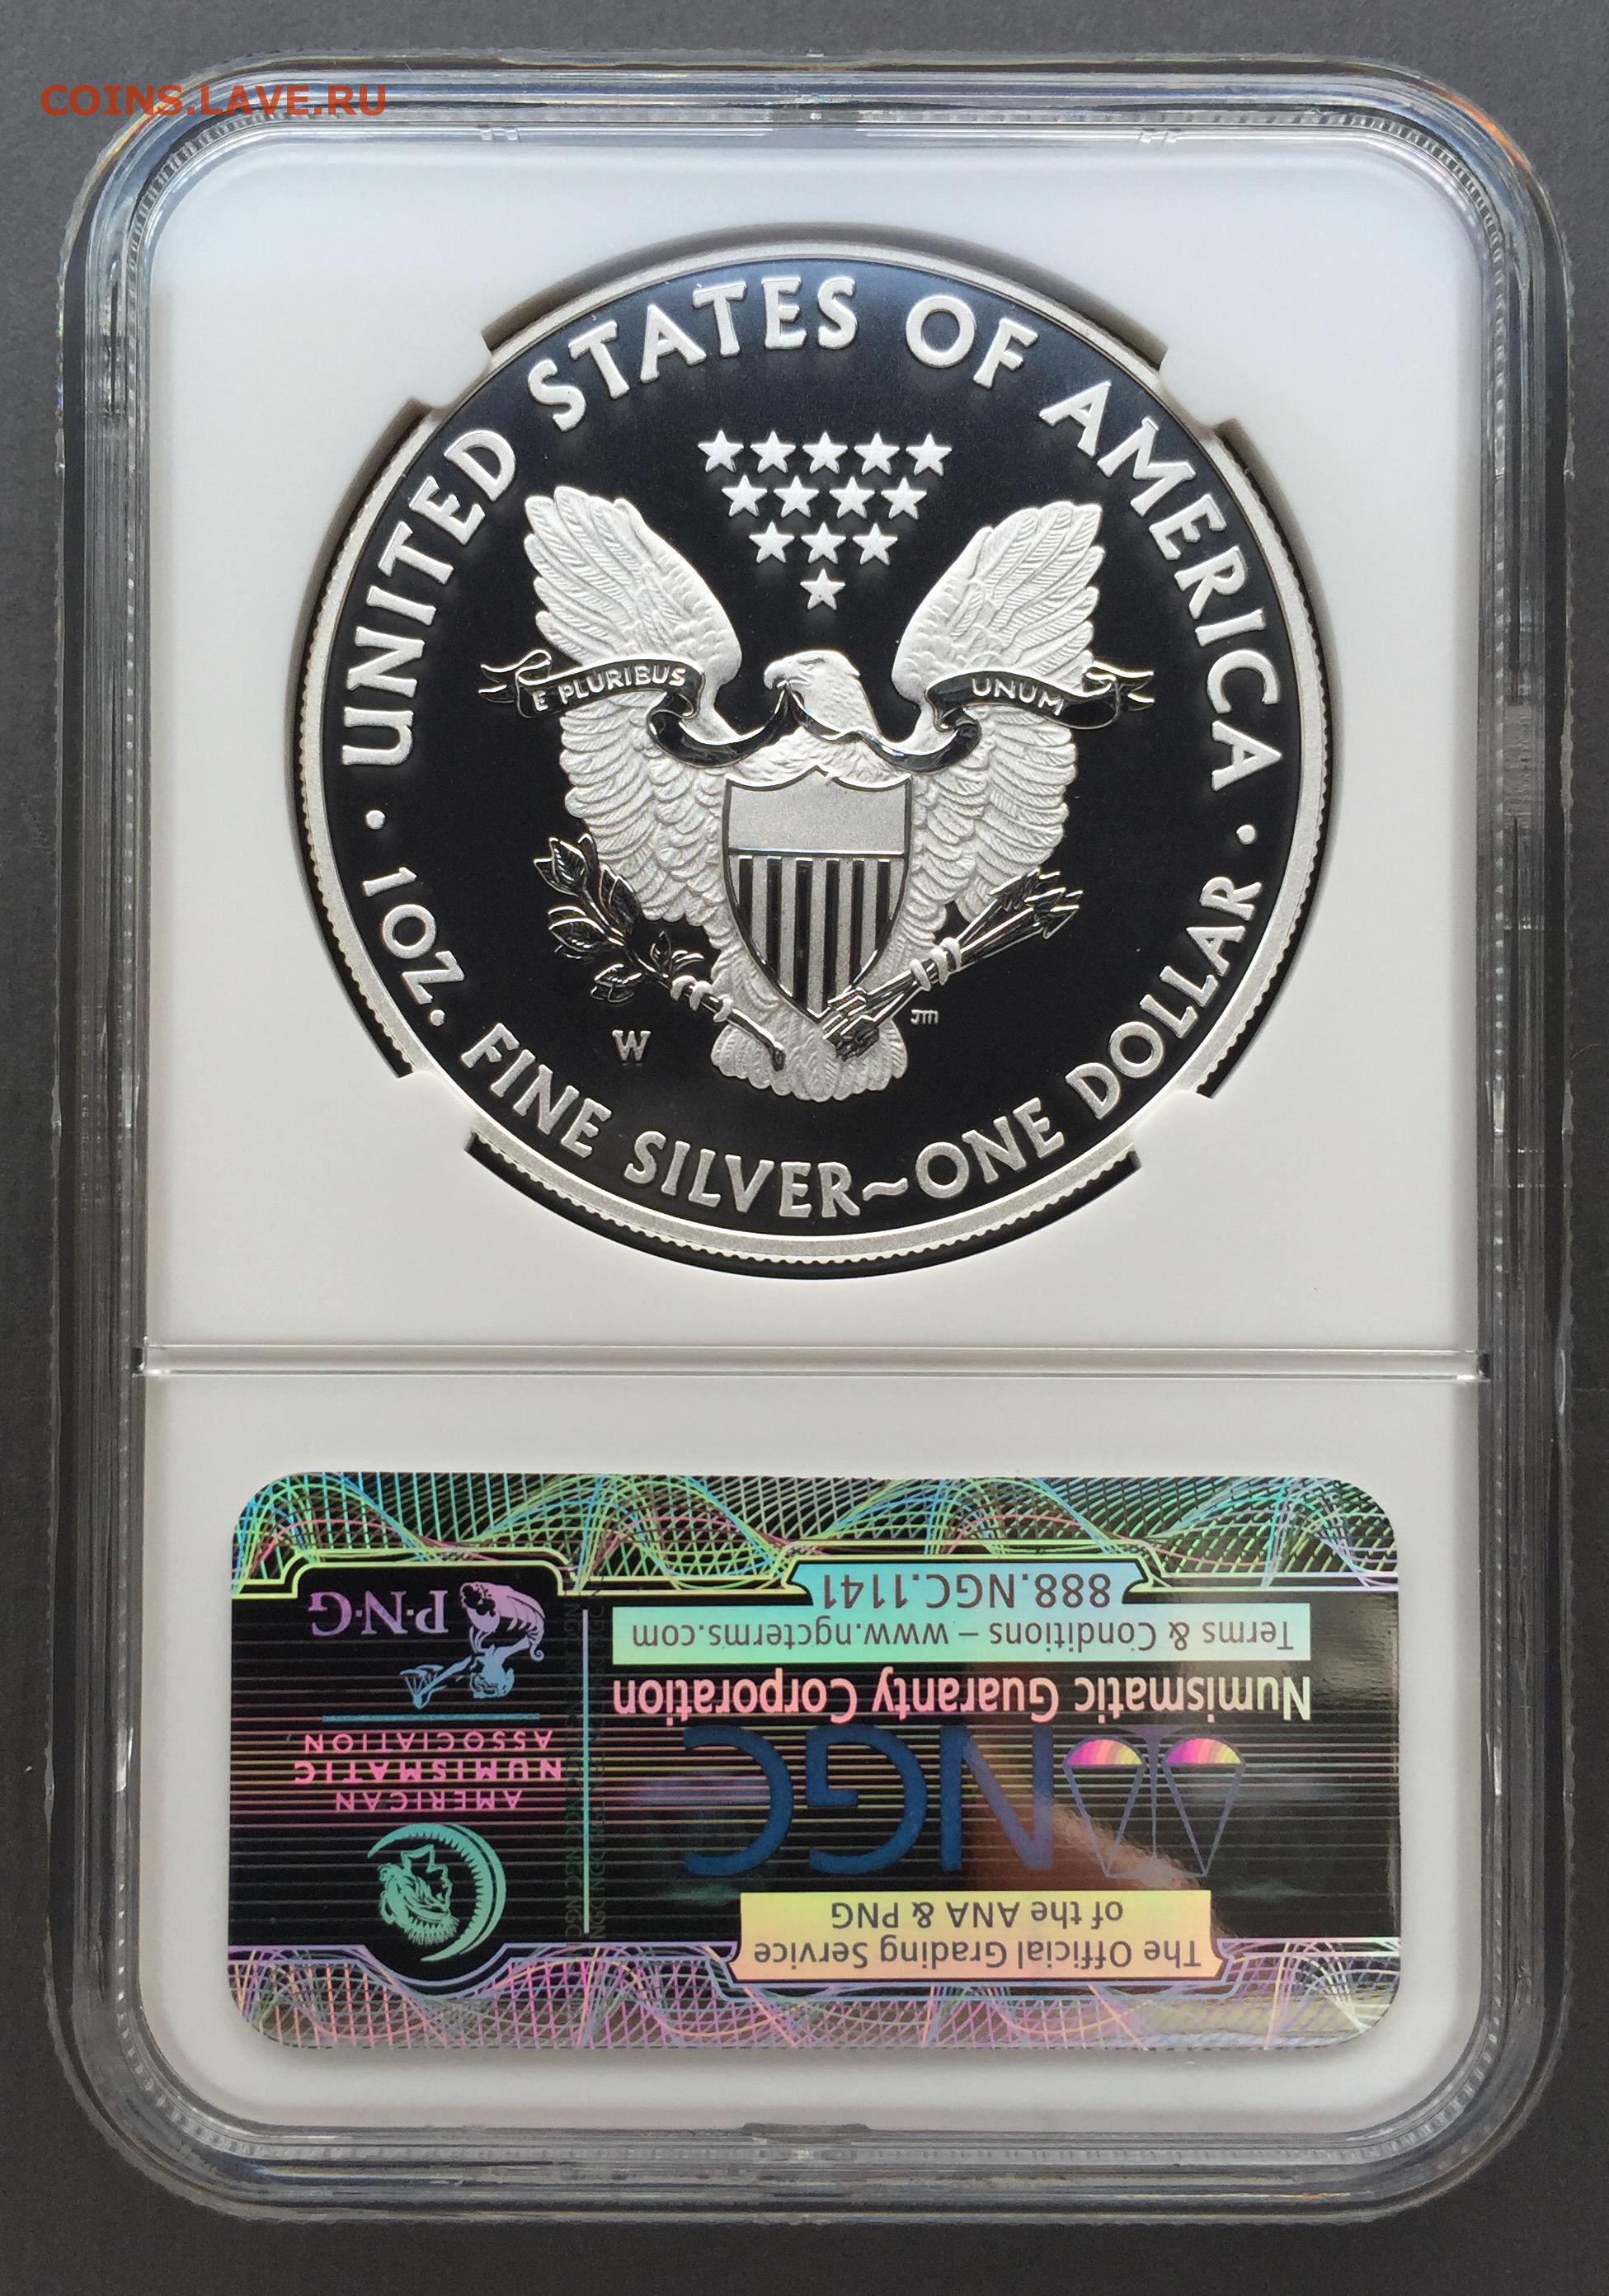 COINS.LAVE.RU
UNITED STATES OF AMERICA
E PLURIBUS UNUM
W
JM
1 OZ. FINE SILVER~ONE DOLLAR
The Official Grading Service
of the ANA & PNG
NGC
Numismatic Guaranty Corporation
Terms & Conditions – www.ngcterms.com
888.NGC.1141
AMERICAN
NUMISMATIC
ASSOCIATION
P·N·G